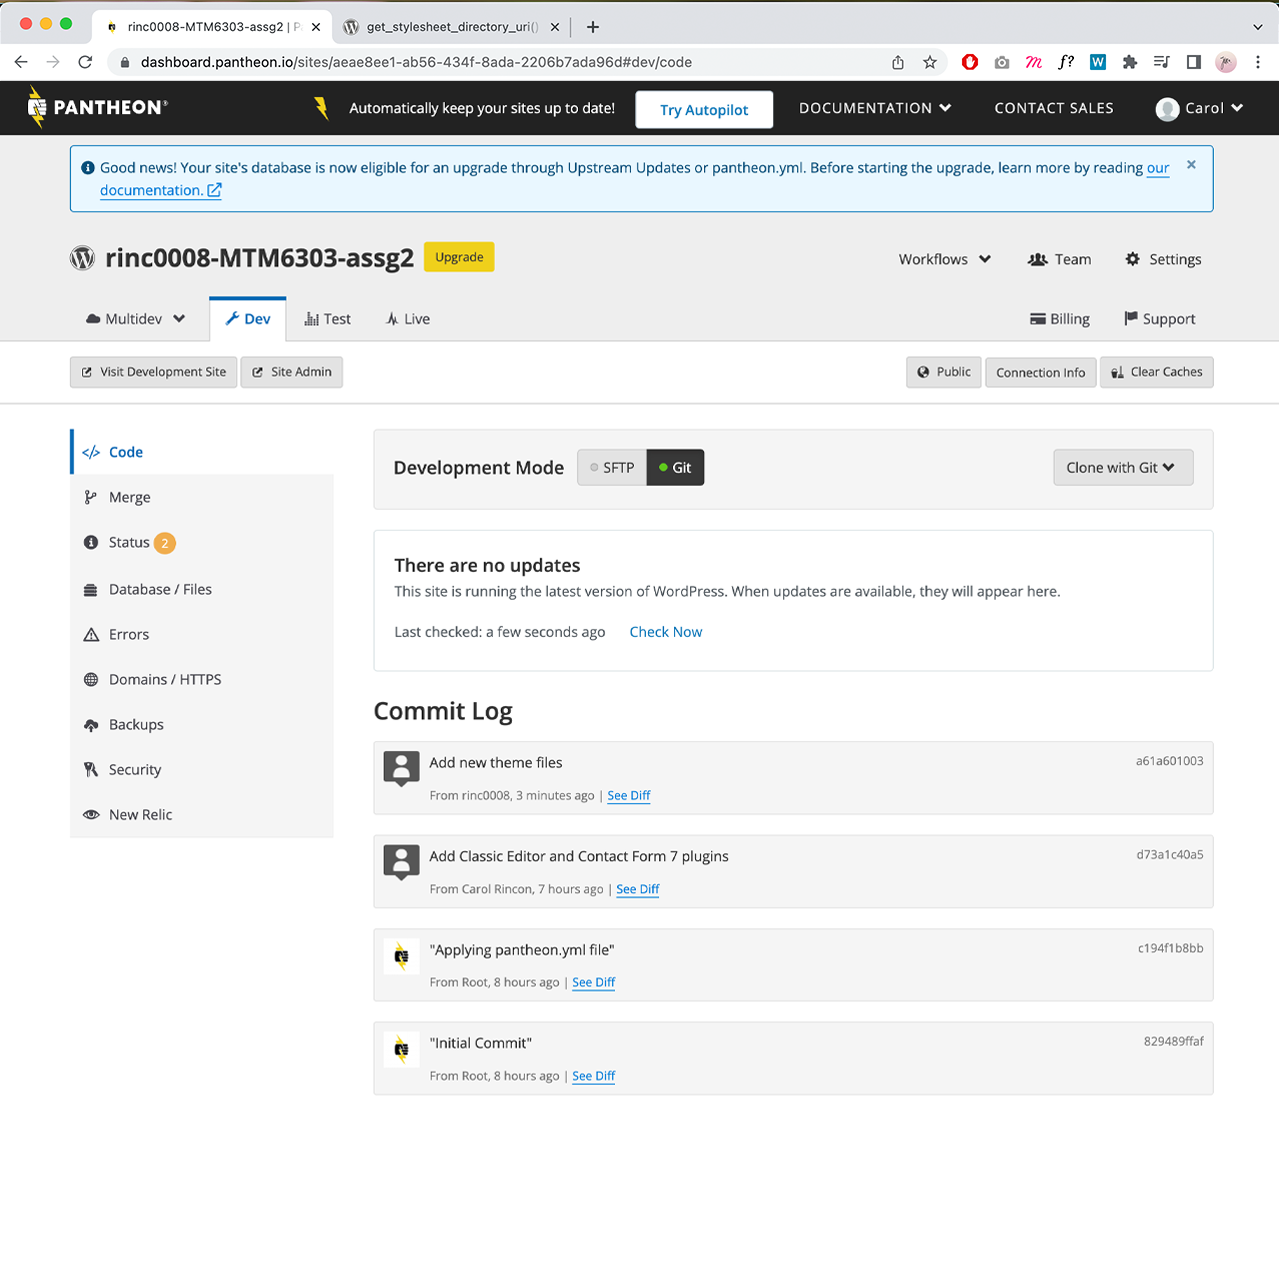 rinc0008-MTM6303-assg2 | P
get_stylesheet_directory_uri()
dashboard.pantheon.io/sites/aeae8ee1-ab56-434f-8ada-2206b7ada96d#dev/code
PANTHEON®
Automatically keep your sites up to date!
Try Autopilot
DOCUMENTATION
CONTACT SALES
Carol
Good news! Your site's database is now eligible for an upgrade through Upstream Updates or pantheon.yml. Before starting the upgrade, learn more by reading our
documentation.
rinc0008-MTM6303-assg2
Upgrade
Workflows
Team
Settings
Multidev
Dev
Test
Live
Billing
Support
Visit Development Site
Site Admin
Public
Connection Info
Clear Caches
</> Code
Merge
Status 2
Database / Files
Errors
Domains / HTTPS
Backups
Security
New Relic
Development Mode
SFTP
Git
Clone with Git
There are no updates
This site is running the latest version of WordPress. When updates are available, they will appear here.
Last checked: a few seconds ago
Check Now
Commit Log
Add new theme files
a61a601003
From rinc0008, 3 minutes ago | See Diff
Add Classic Editor and Contact Form 7 plugins
d73a1c40a5
From Carol Rincon, 7 hours ago | See Diff
"Applying pantheon.yml file"
c194f1b8bb
From Root, 8 hours ago | See Diff
"Initial Commit"
829489ffaf
From Root, 8 hours ago | See Diff